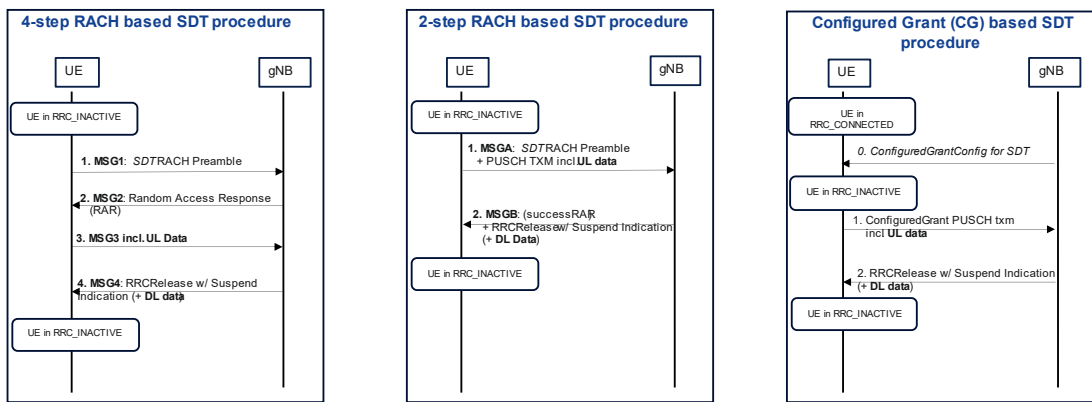 4-step RACH based SDT procedure
UE
gNB
UE in RRC_INACTIVE
1. MSG1: SDTRACH Preamble
2. MSG2: Random Access Response
(RAR)
3. MSG3 incl. UL Data
4. MSG4: RRCRelease w/ Suspend
Indication (+ DL data)
UE in RRC_INACTIVE
2-step RACH based SDT procedure
UE
gNB
UE in RRC_INACTIVE
1. MSGA: SDTRACH Preamble
+ PUSCH TXM incl. UL data
2. MSGB: (successRAR)
+ RRCRelease w/ Suspend Indication
(+ DL Data)
UE in RRC_INACTIVE
Configured Grant (CG) based SDT
procedure
UE
gNB
UE in
RRC_CONNECTED
0. ConfiguredGrantConfig for SDT
UE in RRC_INACTIVE
1. ConfiguredGrant PUSCH txm
incl UL data
2. RRCRelease w/ Suspend Indication
(+ DL data)
UE in RRC_INACTIVE